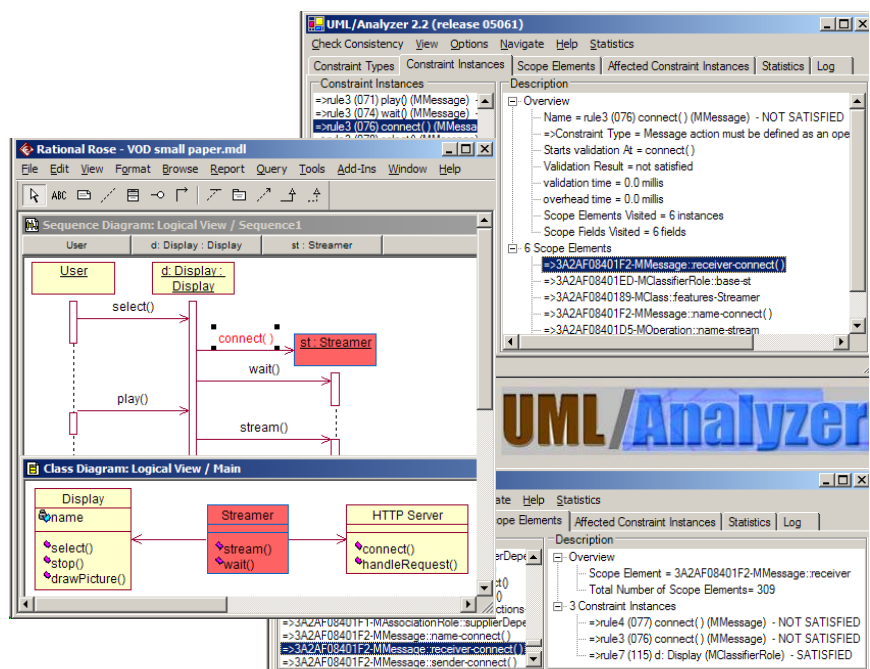 UML/Analyzer 2.2 (release 05061)
Check Consistency View Options Navigate Help Statistics
Constraint Types Constraint Instances Scope Elements Affected Constraint Instances Statistics Log
Constraint Instances
=>rule3 (071) play() (MMessage) -
=>rule3 (074) wait() (MMessage) -
=>rule3 (076) connect() (MMessa
Description
Overview
Name = rule3 (076) connect() (MMessage) - NOT SATISFIED
=>Constraint Type = Message action must be defined as an ope
Starts validation At = connect()
Validation Result = not satisfied
validation time = 0.0 millis
overhead time = 0.0 millis
Scope Elements Visited = 6 instances
Scope Fields Visited = 6 fields
6 Scope Elements
=>3A2AF08401F2-MMessage::receiver-connect()
=>3A2AF08401ED-MClassifierRole::base-st
=>3A2AF0840189-MClass::features-Streamer
=>3A2AF08401F2-MMessage::name-connect()
=>3A2AF08401D5-MOperation::name-stream
Rational Rose - VOD small paper.mdl
File Edit View Format Browse Report Query Tools Add-Ins Window Help
ABC
Sequence Diagram: Logical View / Sequence1
User d: Display : Display st : Streamer
User
d: Display :
Display
select()
connect( )
st : Streamer
wait()
play()
stream()
Class Diagram: Logical View / Main
Display
name
select()
stop()
drawPicture()
Streamer
stream()
wait()
HTTP Server
connect()
handleRequest()
UML/Analyzer
ate Help Statistics
ope Elements Affected Constraint Instances Statistics Log
=>3A2AF08401F1-MAssociationRole::supplierDepe
=>3A2AF08401F2-MMessage::name-connect()
=>3A2AF08401F2-MMessage::receiver-connect()
=>3A2AF08401F2-MMessage::sender-connect()
Description
Overview
Scope Element = 3A2AF08401F2-MMessage::receiver
Total Number of Scope Elements= 309
3 Constraint Instances
=>rule4 (077) connect() (MMessage) - NOT SATISFIED
=>rule3 (076) connect() (MMessage) - NOT SATISFIED
=>rule7 (115) d: Display (MClassifierRole) - SATISFIED